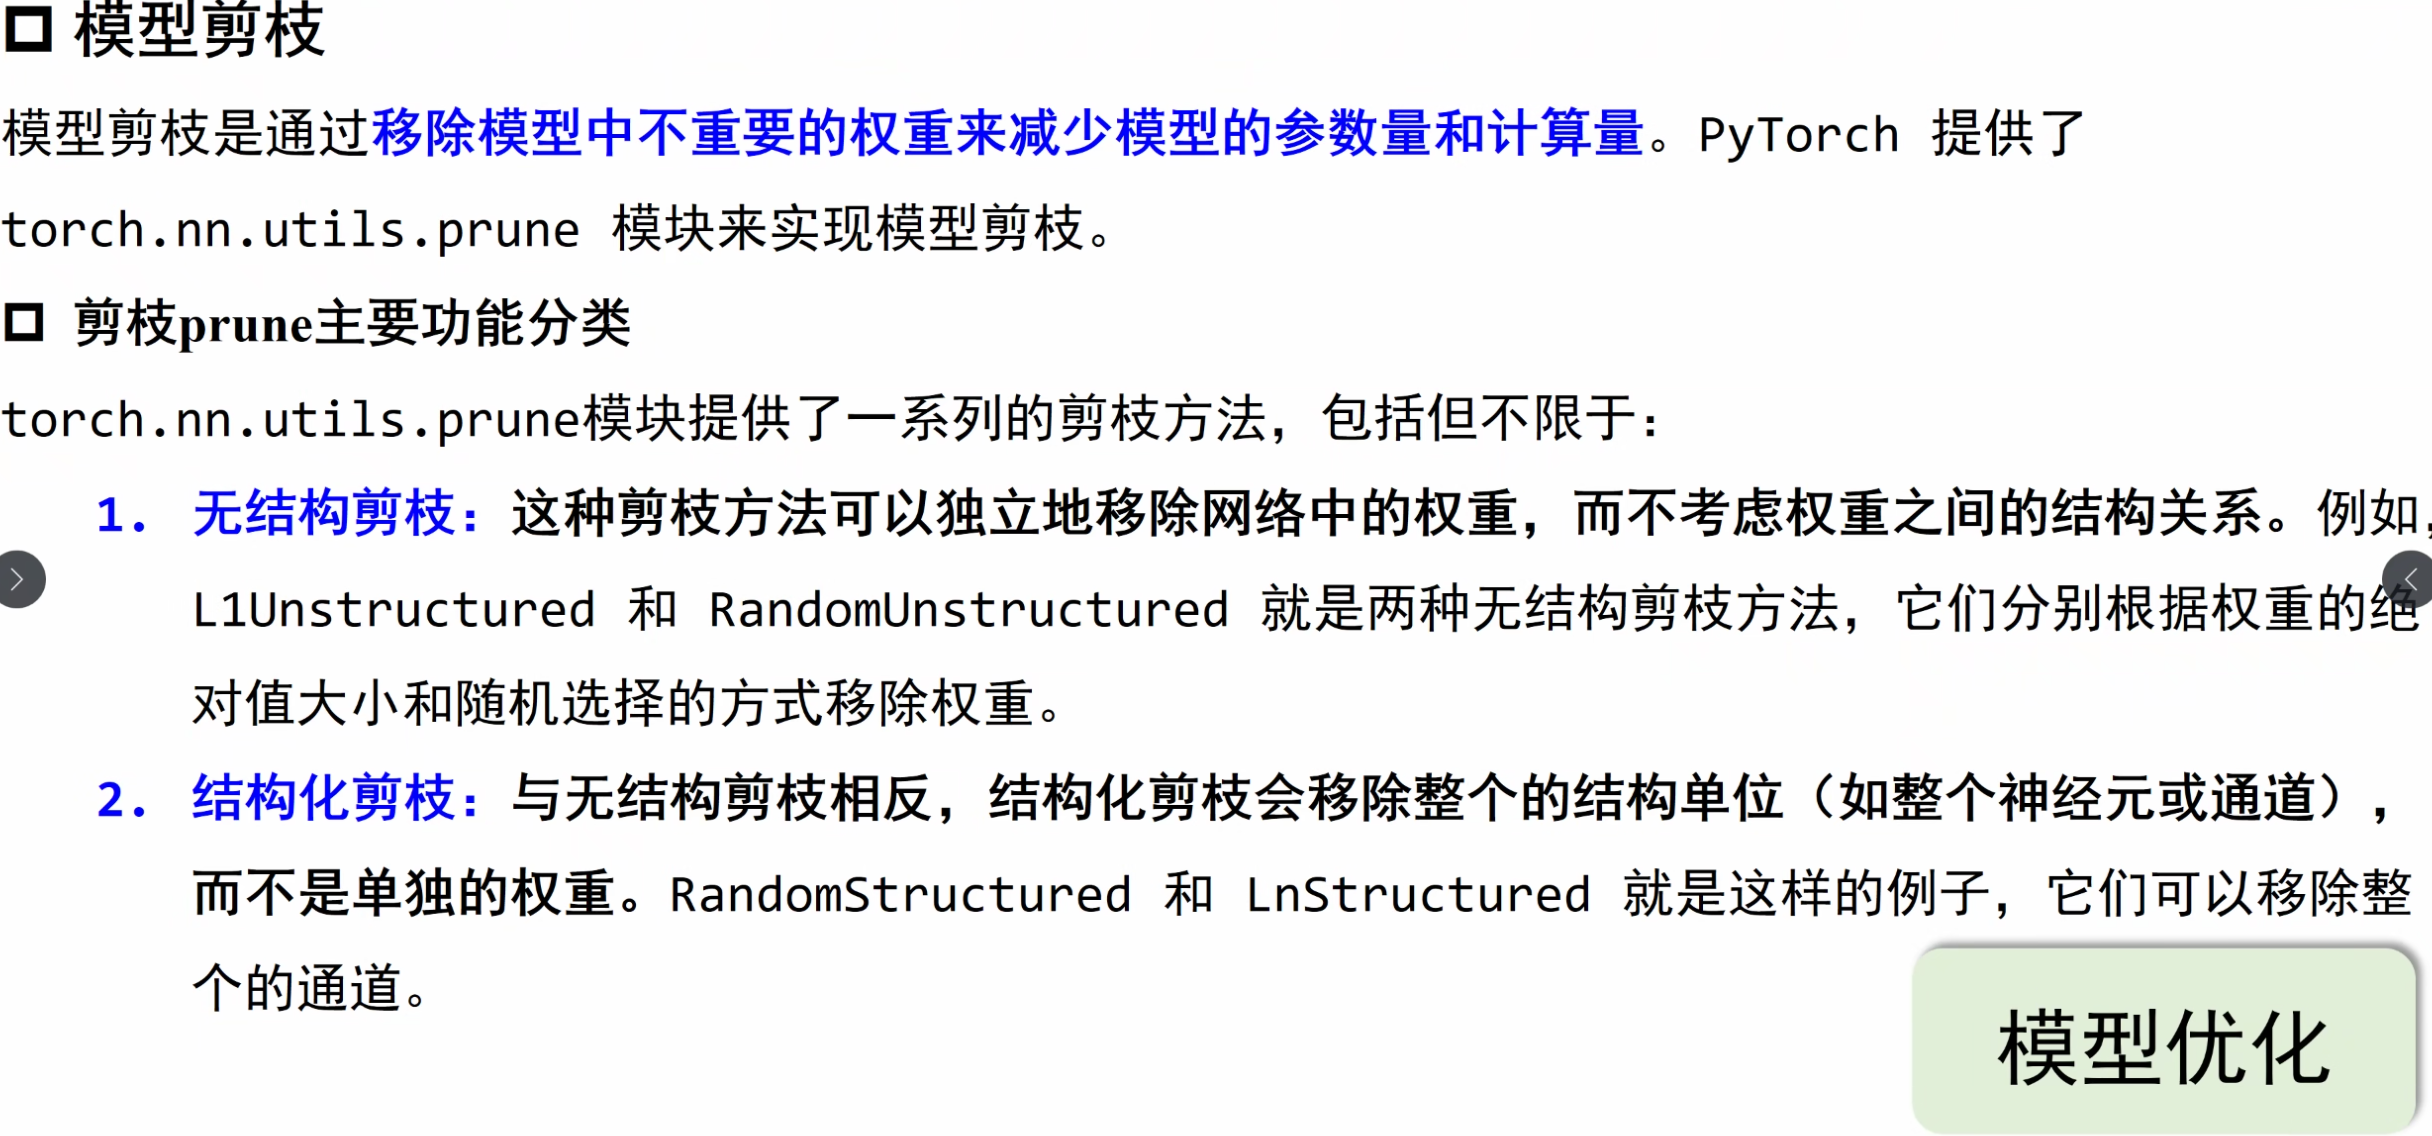 模型剪枝
模型剪枝是通过移除模型中不重要的权重来减少模型的参数量和计算量。PyTorch 提供了
torch.nn.utils.prune 模块来实现模型剪枝。
剪枝prune主要功能分类
torch.nn.utils.prune模块提供了一系列的剪枝方法，包括但不限于：
1. 无结构剪枝：这种剪枝方法可以独立地移除网络中的权重，而不考虑权重之间的结构关系。例如，
L1Unstructured 和 RandomUnstructured 就是两种无结构剪枝方法，它们分别根据权重的绝
对值大小和随机选择的方式移除权重。
2. 结构化剪枝：与无结构剪枝相反，结构化剪枝会移除整个的结构单位（如整个神经元或通道），
而不是单独的权重。RandomStructured 和 LnStructured 就是这样的例子，它们可以移除整
个的通道。
模型优化